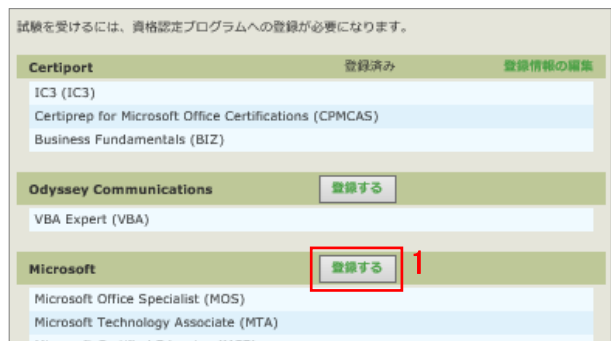 試験を受けるには、資格認定プログラムへの登録が必要になります。
Certiport 登録済み 登録情報の編集
IC3 (IC3)
Certiprep for Microsoft Office Certifications (CPMCAS)
Business Fundamentals (BIZ)
Odyssey Communications 登録する
VBA Expert (VBA)
Microsoft 登録する 1
Microsoft Office Specialist (MOS)
Microsoft Technology Associate (MTA)